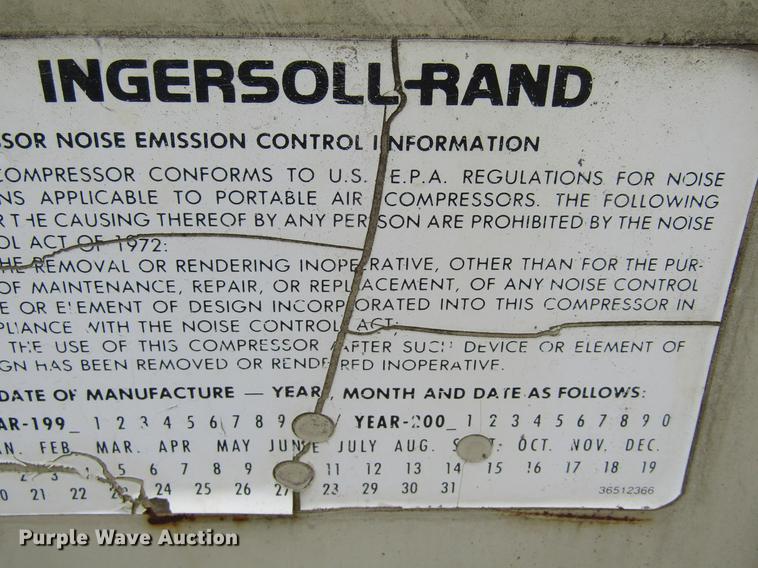 INGERSOLL-RAND
SSOR NOISE EMISSION CONTROL INFORMATION
COMPRESSOR CONFORMS TO U.S. E.P.A. REGULATIONS FOR NOISE
NS APPLICABLE TO PORTABLE AIR COMPRESSORS. THE FOLLOWING
R THE CAUSING THEREOF BY ANY PERSON ARE PROHIBITED BY THE NOISE
OL ACT OF 1972:
THE REMOVAL OR RENDERING INOPERATIVE, OTHER THAN FOR THE PUR-
OF MAINTENANCE, REPAIR, OR REPLACEMENT, OF ANY NOISE CONTROL
E OR ELEMENT OF DESIGN INCORPORATED INTO THIS COMPRESSOR IN
PLIANCE WITH THE NOISE CONTROL ACT;
THE USE OF THIS COMPRESSOR AFTER SUCH DEVICE OR ELEMENT OF
GN HAS BEEN REMOVED OR RENDERED INOPERATIVE.
DATE OF MANUFACTURE — YEAR, MONTH AND DATE AS FOLLOWS:
AR-199_ 1 2 3 4 5 6 7 8 9 YEAR-200_ 1 2 3 4 5 6 7 8 9 0
AN. FEB. MAR. APR MAY JUNE JULY AUG. OCT. NOV. DEC.
2 3 4 5 6 7 8 9 11 12 13 14 15 16 17 18 19
20 21 22 24 25 26 27 28 29 30 31
36512366
Purple Wave Auction